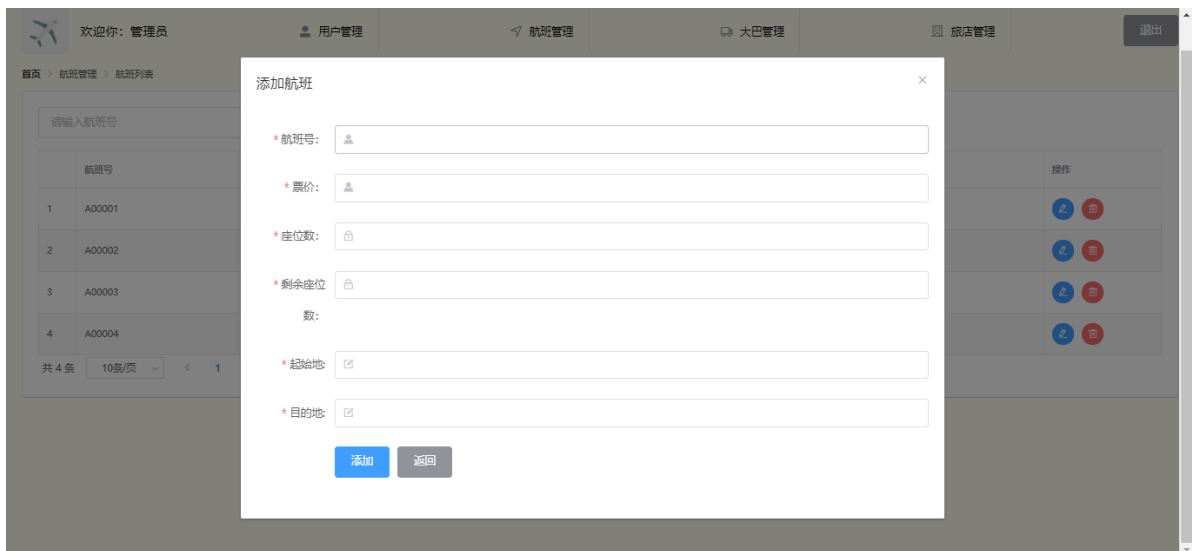 欢迎你：管理员
用户管理
航班管理
大巴管理
旅店管理
退出
首页 > 航班管理 > 航班列表
请输入航班号
航班号
操作
1 A00001
2 A00002
3 A00003
4 A00004
共 4 条 10条/页 < 1
添加航班
* 航班号：
* 票价：
* 座位数：
* 剩余座位
数：
* 起始地:
* 目的地:
添加 返回